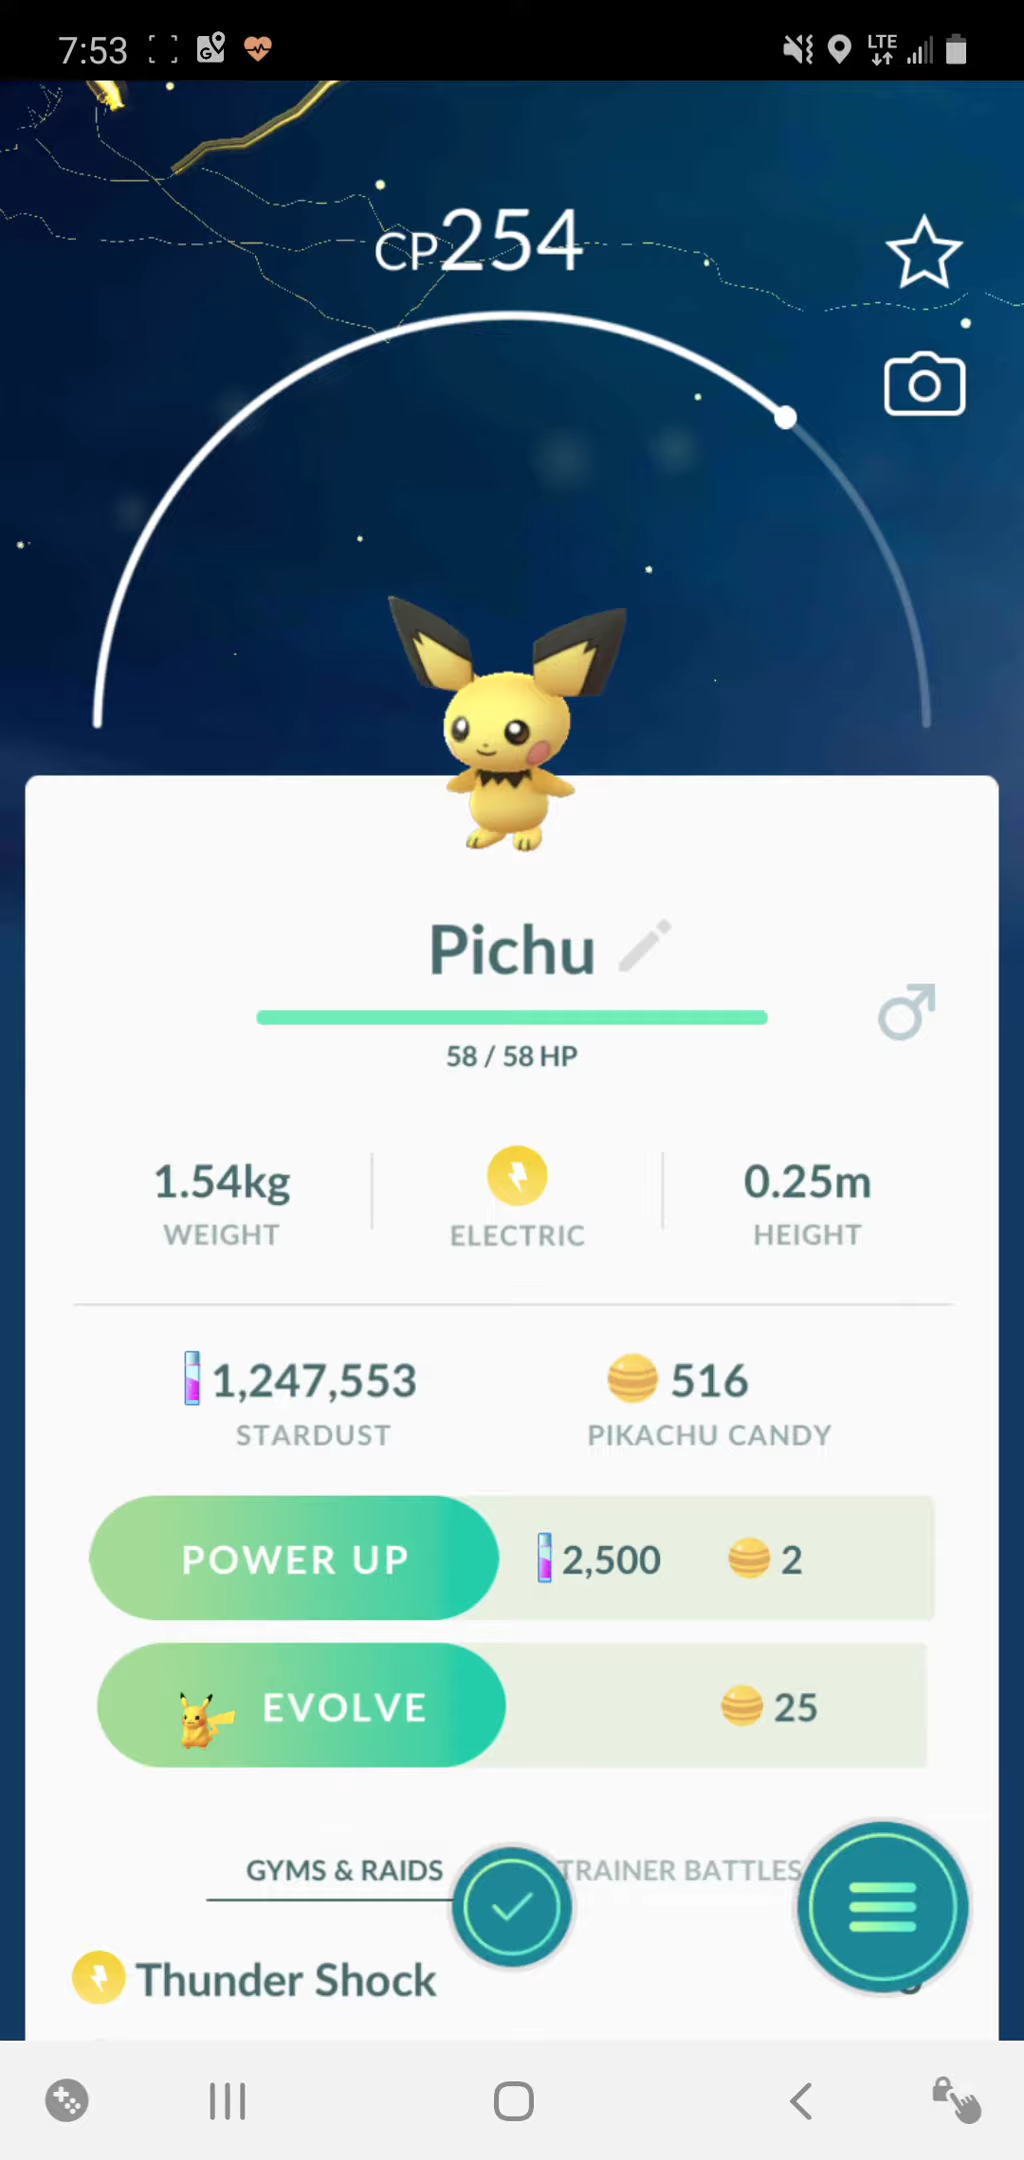 7:53
LTE
CP254
Pichu
58 / 58 HP
1.54kg
WEIGHT
ELECTRIC
0.25m
HEIGHT
1,247,553
STARDUST
516
PIKACHU CANDY
POWER UP 2,500 2
EVOLVE 25
GYMS & RAIDS TRAINER BATTLES
Thunder Shock